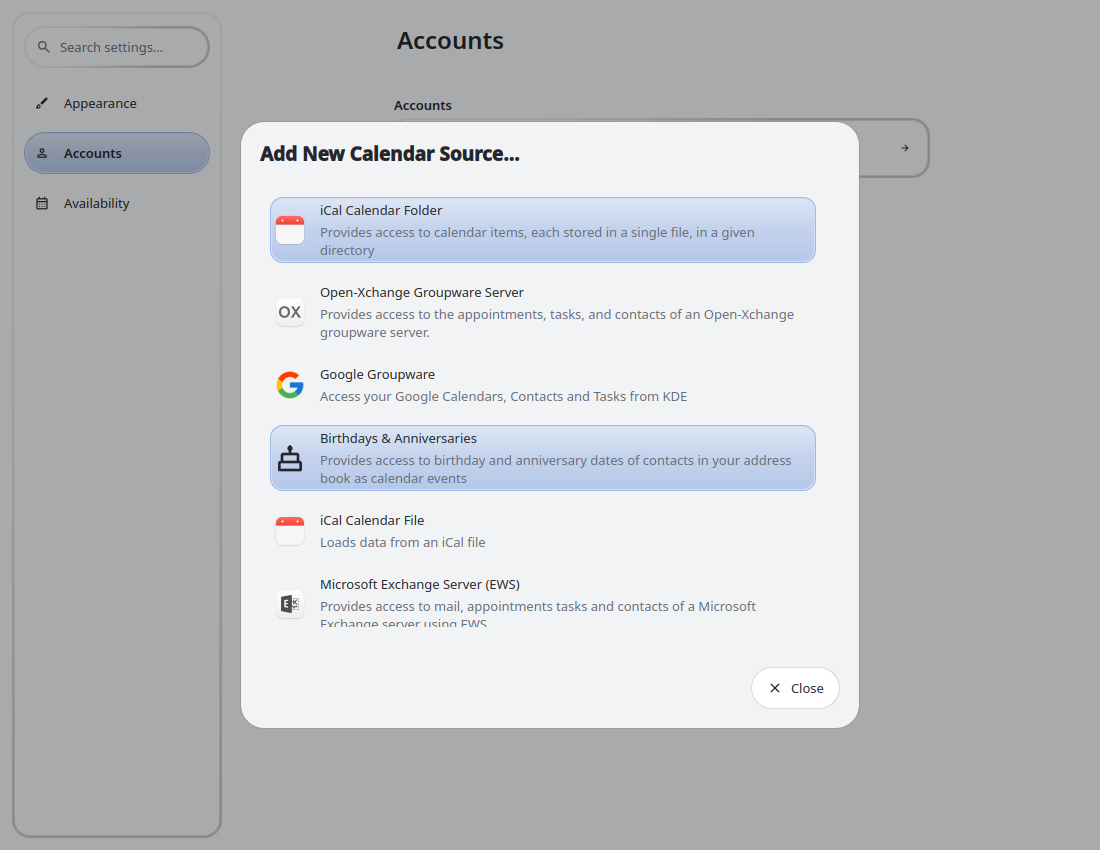 Search settings...
Appearance
Accounts
Availability
Accounts
Accounts
Add New Calendar Source...
iCal Calendar Folder
Provides access to calendar items, each stored in a single file, in a given
directory
OX
Open-Xchange Groupware Server
Provides access to the appointments, tasks, and contacts of an Open-Xchange
groupware server.
Google Groupware
Access your Google Calendars, Contacts and Tasks from KDE
Birthdays & Anniversaries
Provides access to birthday and anniversary dates of contacts in your address
book as calendar events
iCal Calendar File
Loads data from an iCal file
Microsoft Exchange Server (EWS)
Provides access to mail, appointments tasks and contacts of a Microsoft
Exchange server using EWS
Close